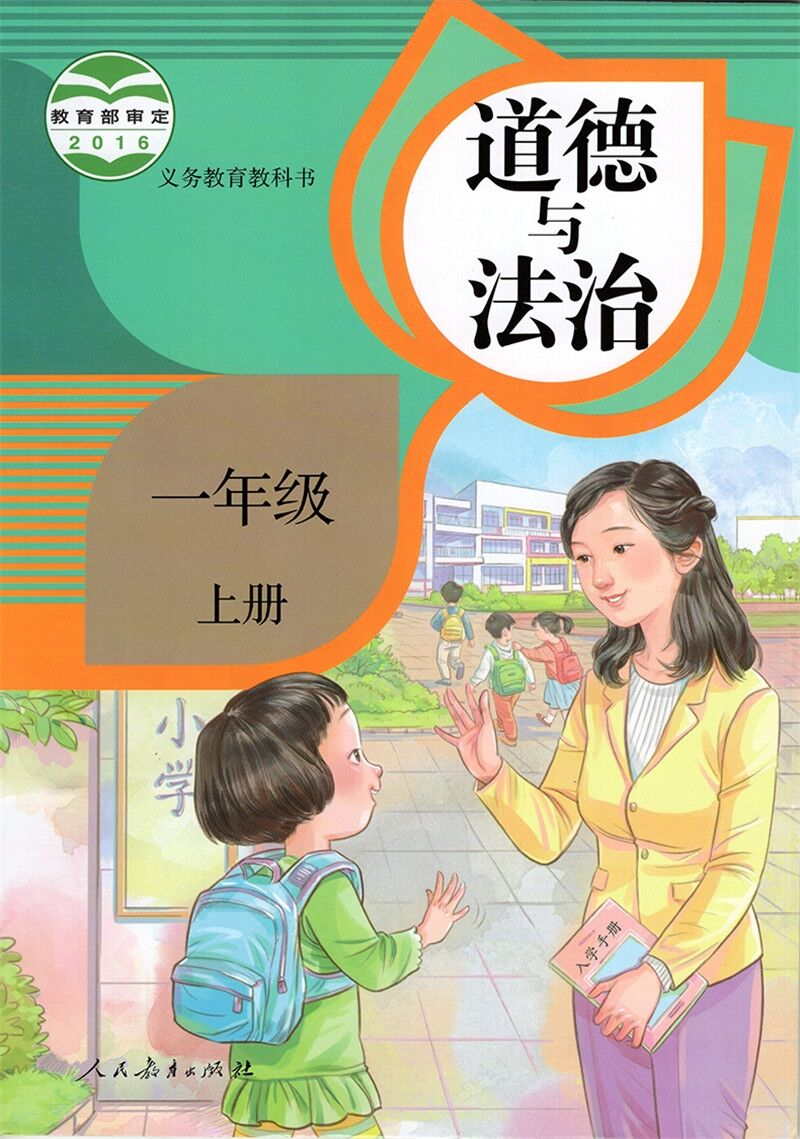 教育部审定
2016
义务教育教科书
道德
与
法治
一年级
上册
小学
入学手册
人民教育出版社